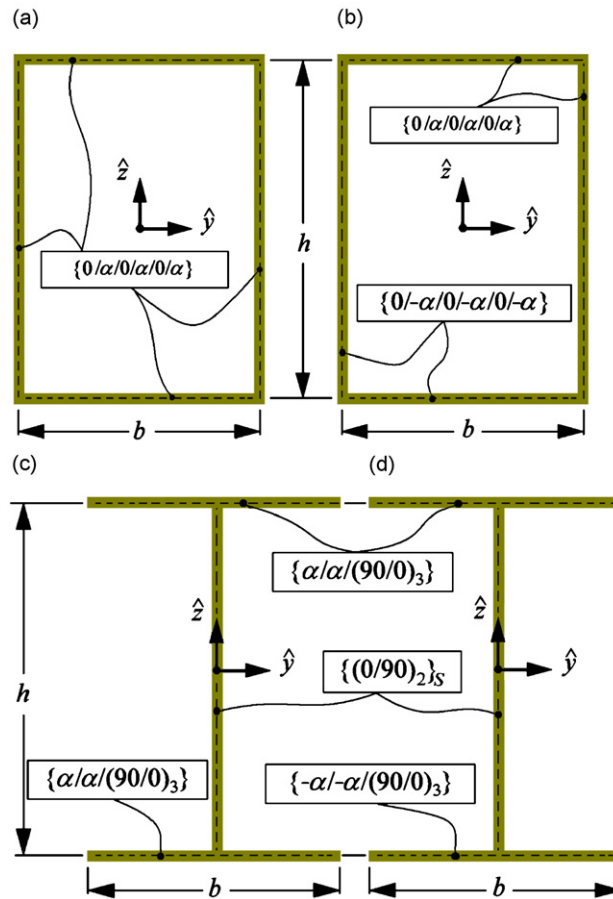 (a)
(b)
{0/α/0/α/0/α}
ẑ
ŷ
{0/α/0/α/0/α}
h
ẑ
ŷ
{0/-α/0/-α/0/-α}
b
b
(c)
(d)
{α/α/(90/0)₃}
ẑ
ŷ
ẑ
ŷ
{(0/90)₂}ₛ
h
{α/α/(90/0)₃}
{-α/-α/(90/0)₃}
b
b